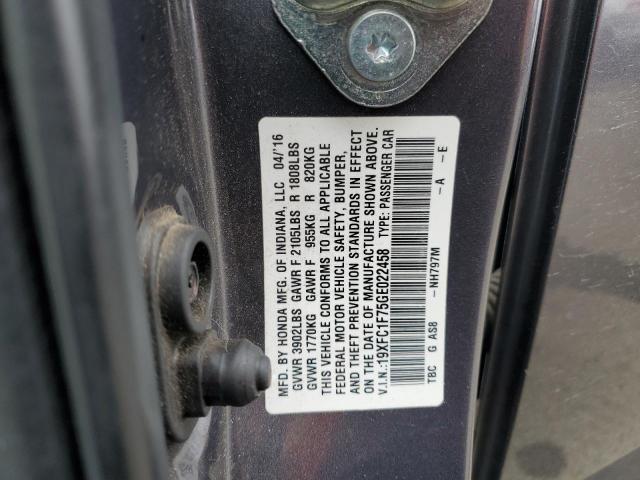 MFD. BY HONDA MFG. OF INDIANA, LLC 04/'16
GVWR 3902LBS GAWR F 2105LBS R 1808LBS
GVWR 1770KG GAWR F 955KG R 820KG
THIS VEHICLE CONFORMS TO ALL APPLICABLE
FEDERAL MOTOR VEHICLE SAFETY, BUMPER,
AND THEFT PREVENTION STANDARDS IN EFFECT
ON THE DATE OF MANUFACTURE SHOWN ABOVE.
V.I.N.:19XFC1F75GE022458 TYPE: PASSENGER CAR
-NH797M -A -E
TBC G AS8